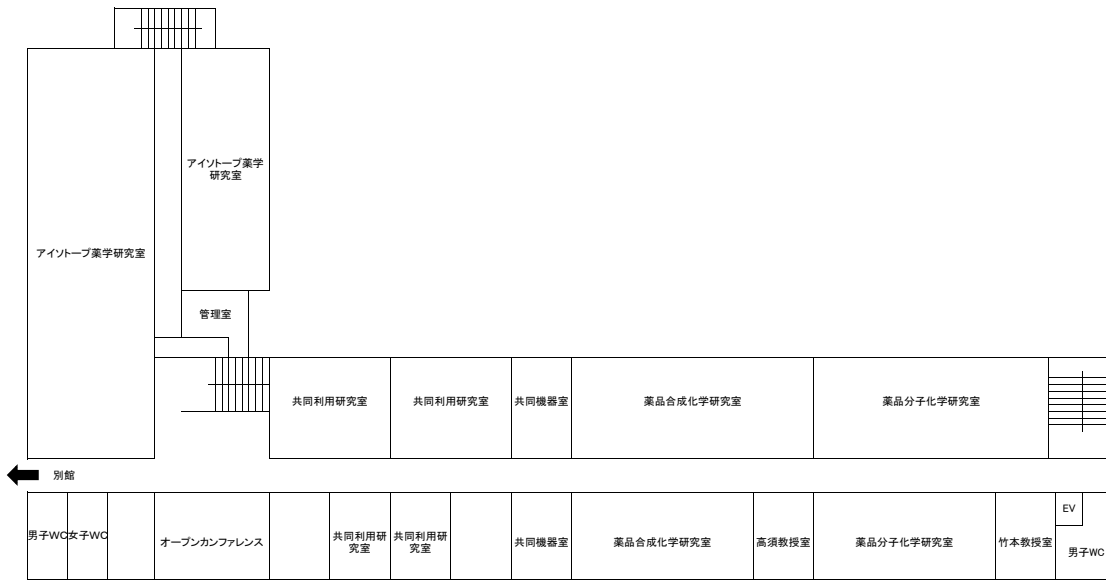 アイソトープ薬学
研究室
アイソトープ薬学研究室
管理室
共同利用研究室
共同利用研究室
共同機器室
薬品合成化学研究室
薬品分子化学研究室
別館
男子WC
女子WC
オープンカンファレンス
共同利用研
究室
共同利用研
究室
共同機器室
薬品合成化学研究室
高須教授室
薬品分子化学研究室
竹本教授室
EV
男子WC